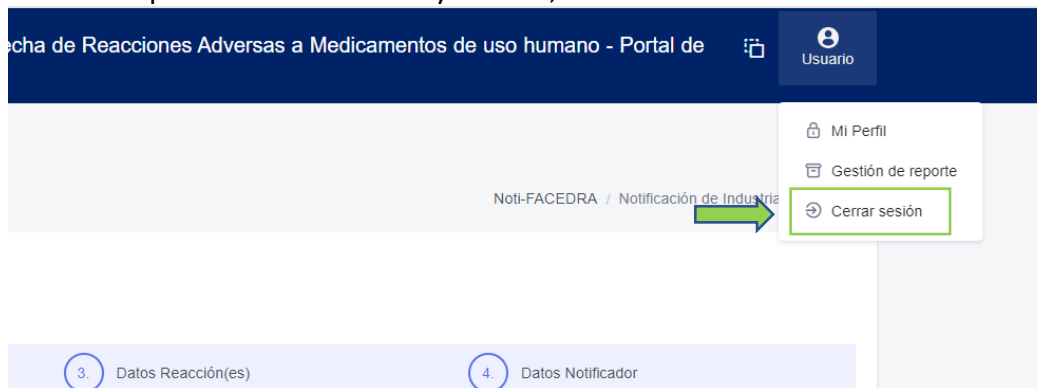 echa de Reacciones Adversas a Medicamentos de uso humano - Portal de
Usuario
Mi Perfil
Gestión de reporte
Noti-FACEDRA / Notificación de Industria
Cerrar sesión
3. Datos Reacción(es)
4. Datos Notificador